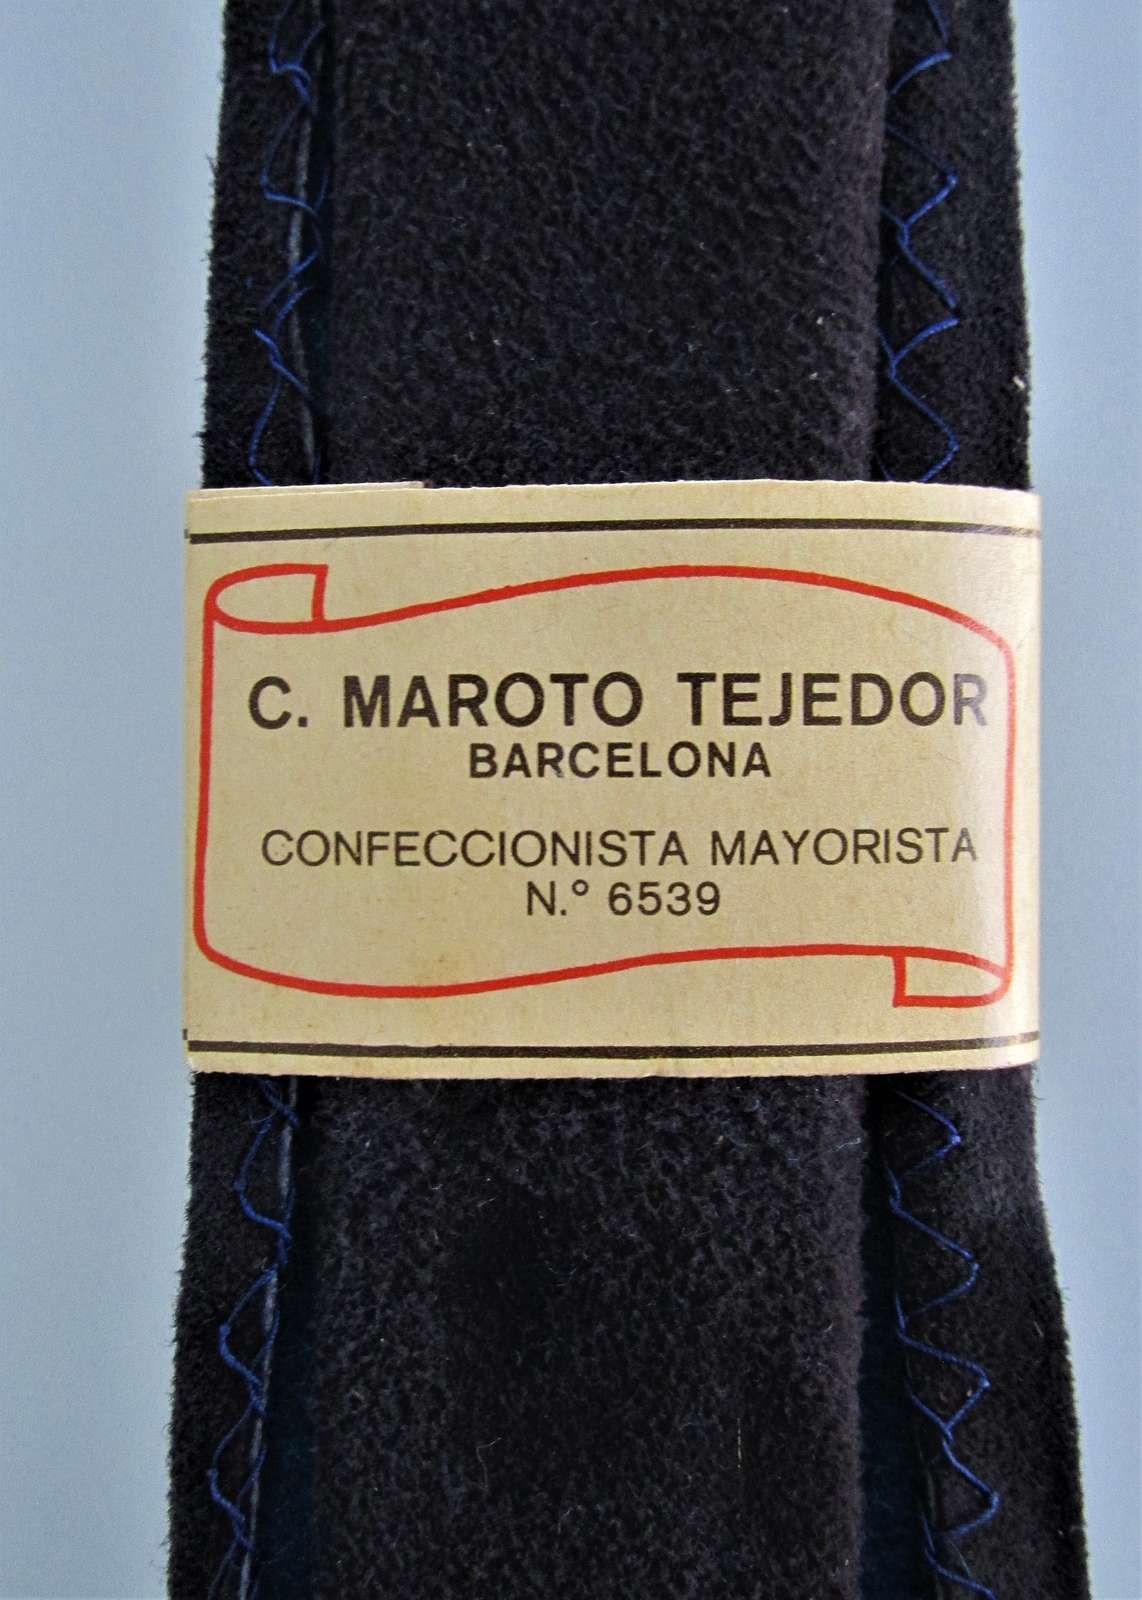 C. MAROTO TEJEDOR
BARCELONA
CONFECCIONISTA MAYORISTA
N.º 6539